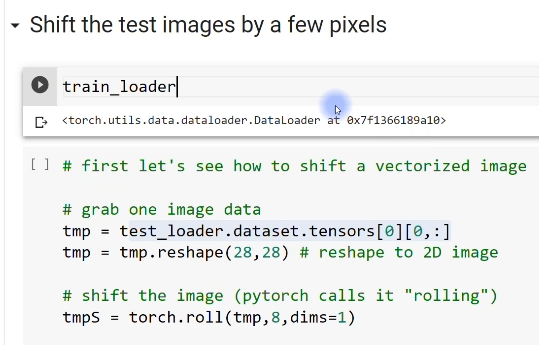 Shift the test images by a few pixels
train_loader
<torch.utils.data.dataloader.DataLoader at 0x7f1366189a10>
[ ] # first let's see how to shift a vectorized image
# grab one image data
tmp = test_loader.dataset.tensors[0][0,:]
tmp = tmp.reshape(28,28) # reshape to 2D image
# shift the image (pytorch calls it "rolling")
tmpS = torch.roll(tmp,8,dims=1)